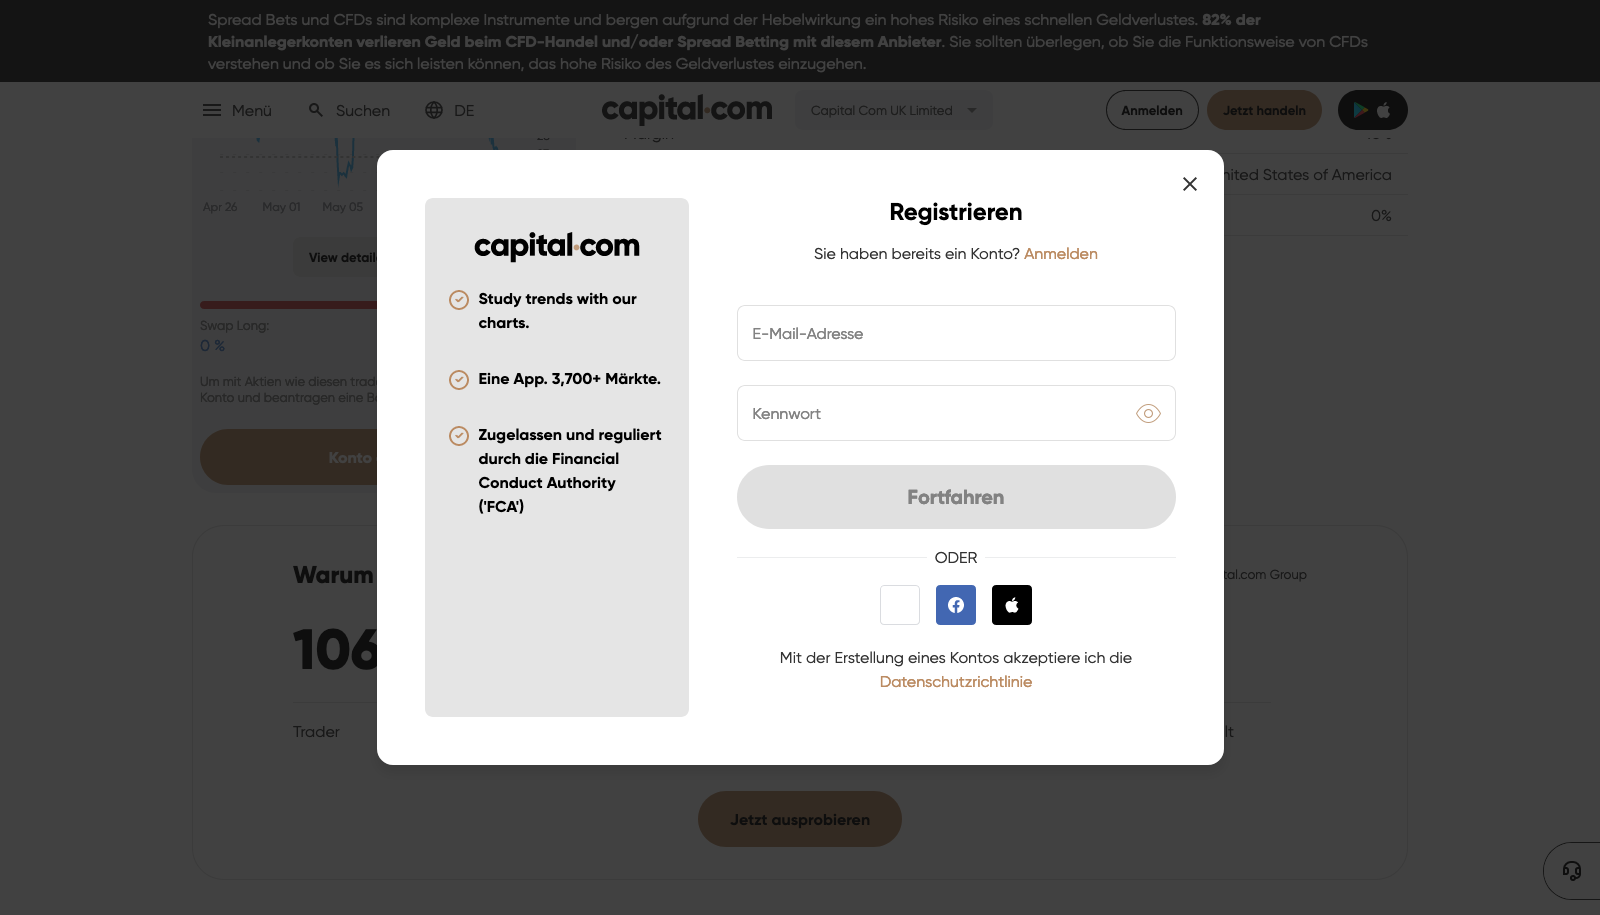 Spread Bets und CFDs sind komplexe Instrumente und bergen aufgrund der Hebelwirkung ein hohes Risiko eines schnellen Geldverlustes. 82% der
Kleinanlegerkonten verlieren Geld beim CFD-Handel und/oder Spread Betting mit diesem Anbieter. Sie sollten überlegen, ob Sie die Funktionsweise von CFDs
verstehen und ob Sie es sich leisten können, das hohe Risiko des Geldverlustes einzugehen.
Menü
Suchen
DE
capital.com
Capital Com UK Limited
Anmelden
Jetzt handeln
Apr 26
May 01
May 05
States of America
0%
View
Swap Long:
0 %
Um mit Aktien wie diesen
Konto und beantragen eine
Konto
Warum
106
Trader
Group
capital.com
Study trends with our
charts.
Eine App. 3,700+ Märkte.
Zugelassen und reguliert
durch die Financial
Conduct Authority
('FCA')
Registrieren
Sie haben bereits ein Konto? Anmelden
E-Mail-Adresse
Kennwort
Fortfahren
ODER
Mit der Erstellung eines Kontos akzeptiere ich die
Datenschutzrichtlinie
Jetzt ausprobieren